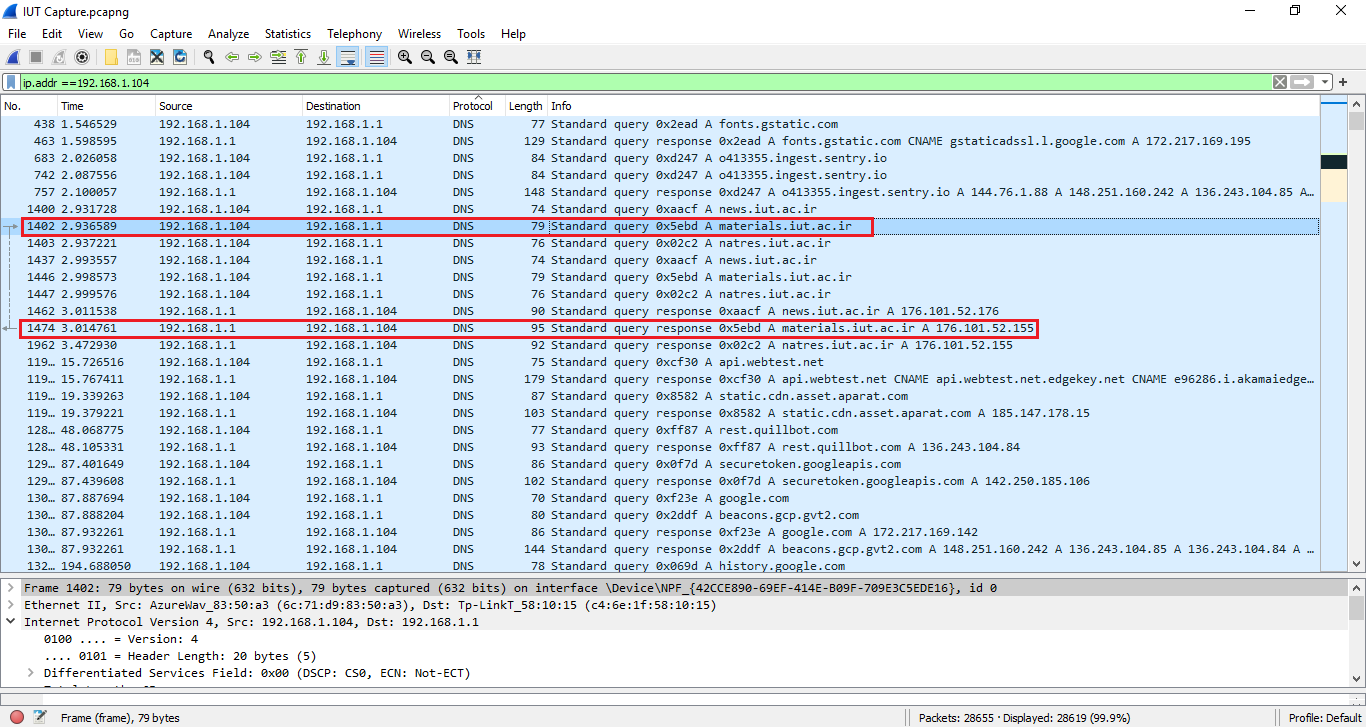 IUT Capture.pcapng
File Edit View Go Capture Analyze Statistics Telephony Wireless Tools Help
ip.addr ==192.168.1.104
No. Time Source Destination Protocol Length Info
438 1.546529 192.168.1.104 192.168.1.1 DNS 77 Standard query 0x2ead A fonts.gstatic.com
463 1.598595 192.168.1.1 192.168.1.104 DNS 129 Standard query response 0x2ead A fonts.gstatic.com CNAME gstaticadssl.l.google.com A 172.217.169.195
683 2.026058 192.168.1.104 192.168.1.1 DNS 84 Standard query 0xd247 A o413355.ingest.sentry.io
742 2.087556 192.168.1.104 192.168.1.1 DNS 84 Standard query 0xd247 A o413355.ingest.sentry.io
757 2.100057 192.168.1.1 192.168.1.104 DNS 148 Standard query response 0xd247 A o413355.ingest.sentry.io A 144.76.1.88 A 148.251.160.242 A 136.243.104.85 A…
1400 2.931728 192.168.1.104 192.168.1.1 DNS 74 Standard query 0xaacf A news.iut.ac.ir
1402 2.936589 192.168.1.104 192.168.1.1 DNS 79 Standard query 0x5ebd A materials.iut.ac.ir
1403 2.937221 192.168.1.104 192.168.1.1 DNS 76 Standard query 0x02c2 A natres.iut.ac.ir
1437 2.993557 192.168.1.104 192.168.1.1 DNS 74 Standard query 0xaacf A news.iut.ac.ir
1446 2.998573 192.168.1.104 192.168.1.1 DNS 79 Standard query 0x5ebd A materials.iut.ac.ir
1447 2.999576 192.168.1.104 192.168.1.1 DNS 76 Standard query 0x02c2 A natres.iut.ac.ir
1462 3.011538 192.168.1.1 192.168.1.104 DNS 90 Standard query response 0xaacf A news.iut.ac.ir A 176.101.52.176
1474 3.014761 192.168.1.1 192.168.1.104 DNS 95 Standard query response 0x5ebd A materials.iut.ac.ir A 176.101.52.155
1962 3.472930 192.168.1.1 192.168.1.104 DNS 92 Standard query response 0x02c2 A natres.iut.ac.ir A 176.101.52.155
119… 15.726516 192.168.1.104 192.168.1.1 DNS 75 Standard query 0xcf30 A api.webtest.net
119… 15.767411 192.168.1.1 192.168.1.104 DNS 179 Standard query response 0xcf30 A api.webtest.net CNAME api.webtest.net.edgekey.net CNAME e96286.i.akamaiedge…
119… 19.339263 192.168.1.104 192.168.1.1 DNS 87 Standard query 0x8582 A static.cdn.asset.aparat.com
119… 19.379221 192.168.1.1 192.168.1.104 DNS 103 Standard query response 0x8582 A static.cdn.asset.aparat.com A 185.147.178.15
128… 48.068775 192.168.1.104 192.168.1.1 DNS 77 Standard query 0xff87 A rest.quillbot.com
128… 48.105331 192.168.1.1 192.168.1.104 DNS 93 Standard query response 0xff87 A rest.quillbot.com A 136.243.104.84
129… 87.401649 192.168.1.104 192.168.1.1 DNS 86 Standard query 0x0f7d A securetoken.googleapis.com
129… 87.439608 192.168.1.1 192.168.1.104 DNS 102 Standard query response 0x0f7d A securetoken.googleapis.com A 142.250.185.106
130… 87.887694 192.168.1.104 192.168.1.1 DNS 70 Standard query 0xf23e A google.com
130… 87.888204 192.168.1.104 192.168.1.1 DNS 80 Standard query 0x2ddf A beacons.gcp.gvt2.com
130… 87.932261 192.168.1.1 192.168.1.104 DNS 86 Standard query response 0xf23e A google.com A 172.217.169.142
130… 87.932261 192.168.1.1 192.168.1.104 DNS 144 Standard query response 0x2ddf A beacons.gcp.gvt2.com A 148.251.160.242 A 136.243.104.85 A 136.243.104.84 A …
132… 194.688050 192.168.1.104 192.168.1.1 DNS 78 Standard query 0x069d A history.google.com
Frame 1402: 79 bytes on wire (632 bits), 79 bytes captured (632 bits) on interface \Device\NPF_{42CCE890-69EF-414E-B09F-709E3C5EDE16}, id 0
Ethernet II, Src: AzureWav_83:50:a3 (6c:71:d9:83:50:a3), Dst: Tp-LinkT_58:10:15 (c4:6e:1f:58:10:15)
Internet Protocol Version 4, Src: 192.168.1.104, Dst: 192.168.1.1
0100 .... = Version: 4
.... 0101 = Header Length: 20 bytes (5)
Differentiated Services Field: 0x00 (DSCP: CS0, ECN: Not-ECT)
Frame (frame), 79 bytes
Packets: 28655 · Displayed: 28619 (99.9%)
Profile: Default